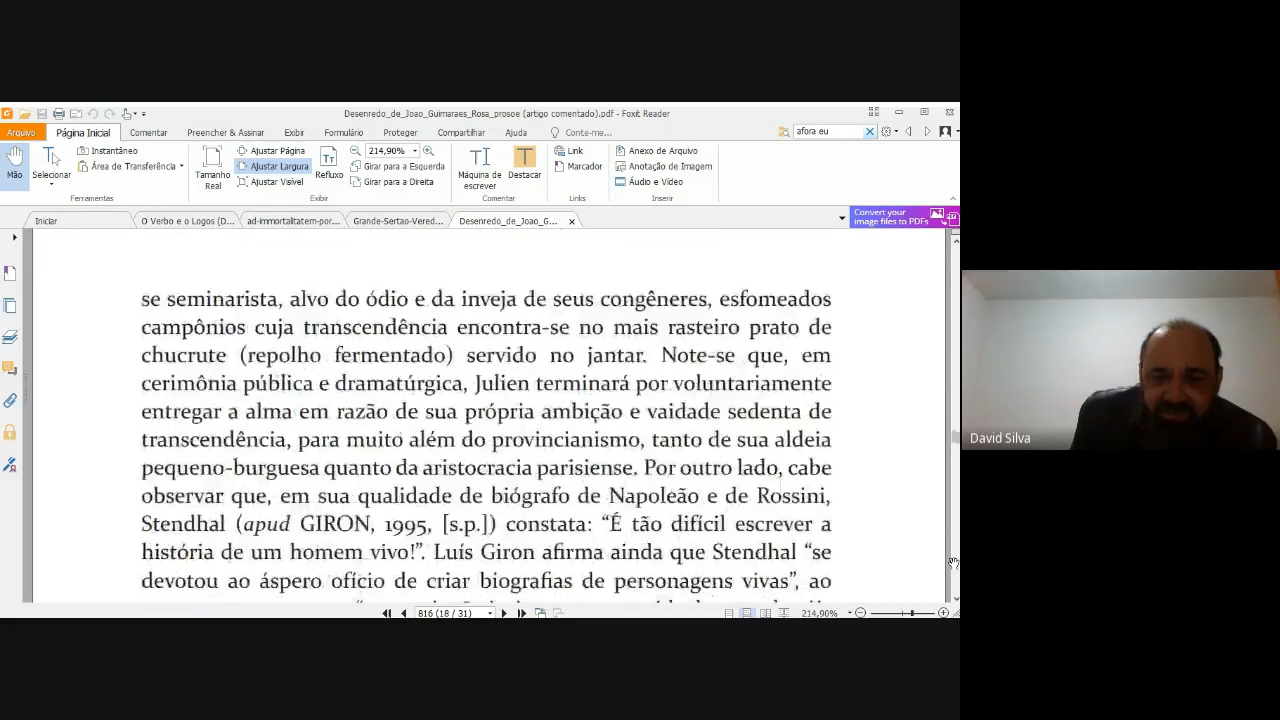 Desenredo_de_Joao_Guimaraes_Rosa_prosoe (artigo comentado).pdf - Foxit Reader
Arquivo Página Inicial Comentar Preencher & Assinar Exibir Formulário Proteger Compartilhar Ajuda Conte-me... afora eu
Mão
Selecionar
Instantâneo
Área de Transferência
Ferramentas
Tamanho Real
Ajustar Página
Ajustar Largura
Ajustar Visível
Refluxo
214,90%
Girar para a Esquerda
Girar para a Direita
Exibir
Máquina de escrever
Destacar
Comentar
Link
Marcador
Links
Anexo de Arquivo
Anotação de Imagem
Áudio e Vídeo
Inserir
Iniciar O Verbo e o Logos (D... ad-immortalitatem-por... Grande-Sertao-Vered... Desenredo_de_Joao_G...
Convert your
image files to PDFs
se seminarista, alvo do ódio e da inveja de seus congêneres, esfomeados
campônios cuja transcendência encontra-se no mais rasteiro prato de
chucrute (repolho fermentado) servido no jantar. Note-se que, em
cerimônia pública e dramatúrgica, Julien terminará por voluntariamente
entregar a alma em razão de sua própria ambição e vaidade sedenta de
transcendência, para muito além do provincianismo, tanto de sua aldeia
pequeno-burguesa quanto da aristocracia parisiense. Por outro lado, cabe
observar que, em sua qualidade de biógrafo de Napoleão e de Rossini,
Stendhal (apud GIRON, 1995, [s.p.]) constata: “É tão difícil escrever a
história de um homem vivo!”. Luís Giron afirma ainda que Stendhal “se
devotou ao áspero ofício de criar biografias de personagens vivas”, ao
816 (18 / 31)
214,90%
David Silva